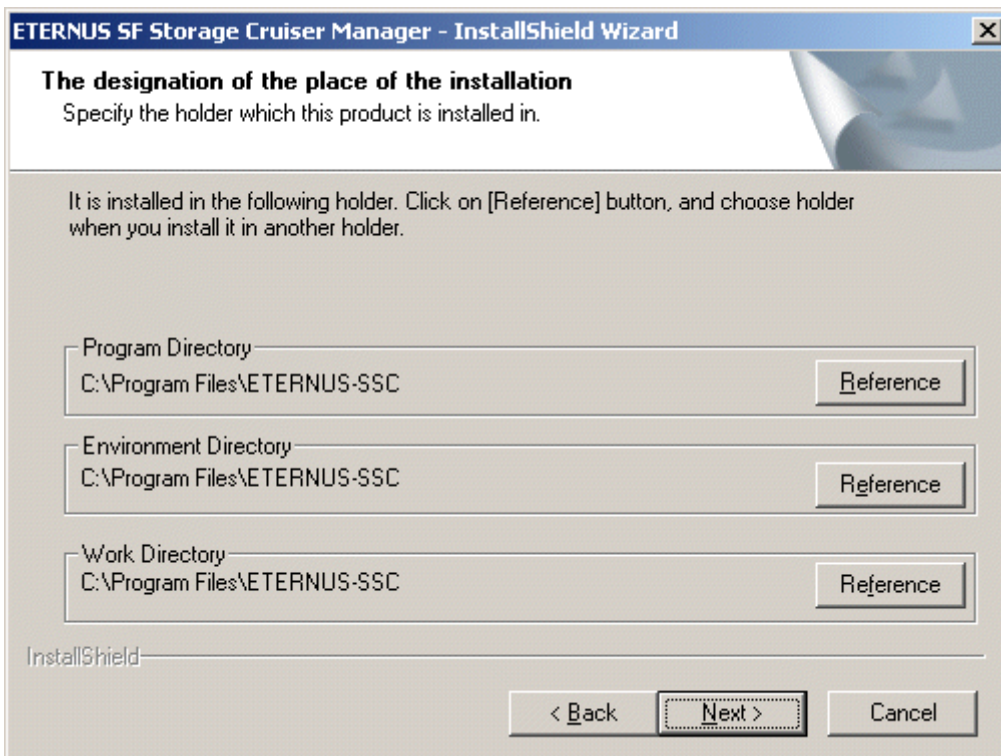 ETERNUS SF Storage Cruiser Manager - InstallShield Wizard
The designation of the place of the installation
Specify the holder which this product is installed in.
It is installed in the following holder. Click on [Reference] button, and choose holder
when you install it in another holder.
Program Directory
C:\Program Files\ETERNUS-SSC
Reference
Environment Directory
C:\Program Files\ETERNUS-SSC
Reference
Work Directory
C:\Program Files\ETERNUS-SSC
Reference
InstallShield
< Back
Next >
Cancel